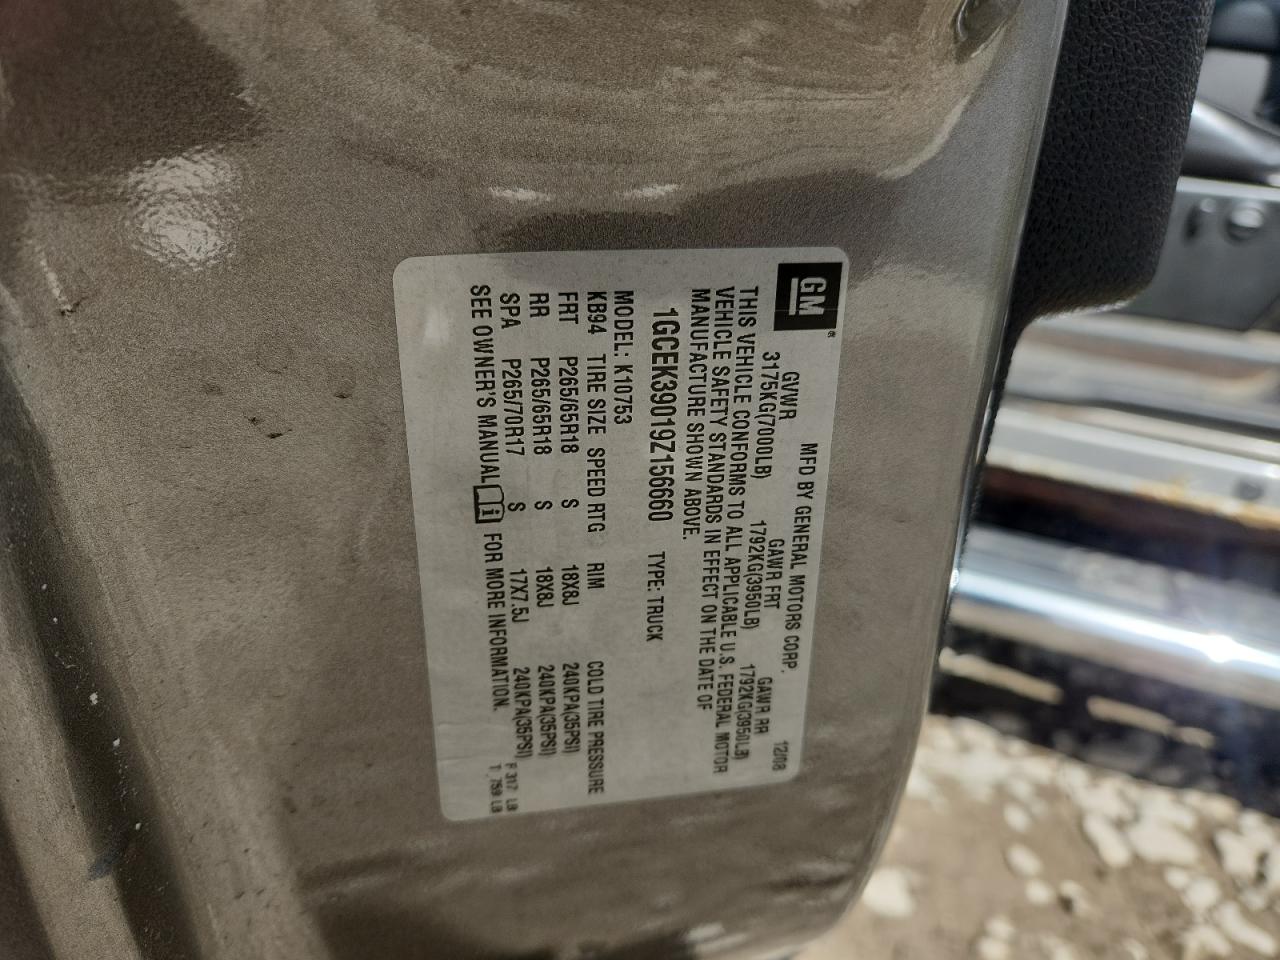 GM®
MFD BY GENERAL MOTORS CORP. 12/08
GVWR GAWR FRT GAWR RR
3175KG(7000LB) 1792KG(3950LB) 1792KG(3950LB)
THIS VEHICLE CONFORMS TO ALL APPLICABLE U.S. FEDERAL MOTOR
VEHICLE SAFETY STANDARDS IN EFFECT ON THE DATE OF
MANUFACTURE SHOWN ABOVE.
1GCEK39019Z156660 TYPE: TRUCK
MODEL: K10753
KB94 TIRE SIZE SPEED RTG RIM COLD TIRE PRESSURE
FRT P265/65R18 S 18X8J 240KPA(35PSI)
RR P265/65R18 S 18X8J 240KPA(35PSI)
SPA P265/70R17 S 17X7.5J 240KPA(35PSI)
SEE OWNER'S MANUAL i FOR MORE INFORMATION.
F 317 LB
T 759 LB